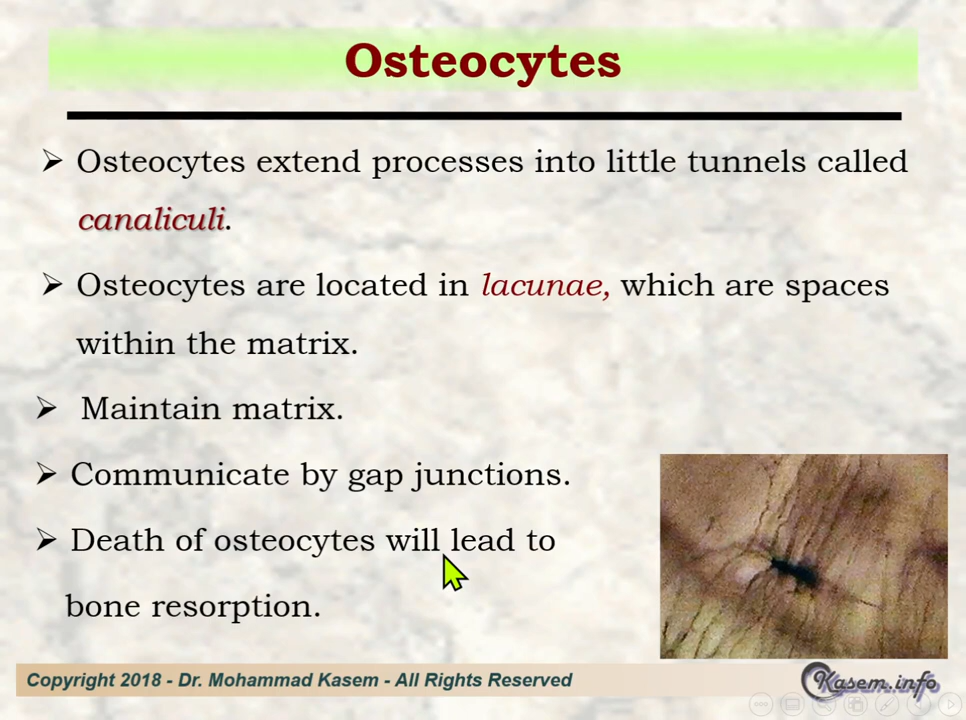 Osteocytes
➢ Osteocytes extend processes into little tunnels called
canaliculi.
➢ Osteocytes are located in lacunae, which are spaces
within the matrix.
➢ Maintain matrix.
➢ Communicate by gap junctions.
➢ Death of osteocytes will lead to
bone resorption.
Copyright 2018 - Dr. Mohammad Kasem - All Rights Reserved
Kasem.info